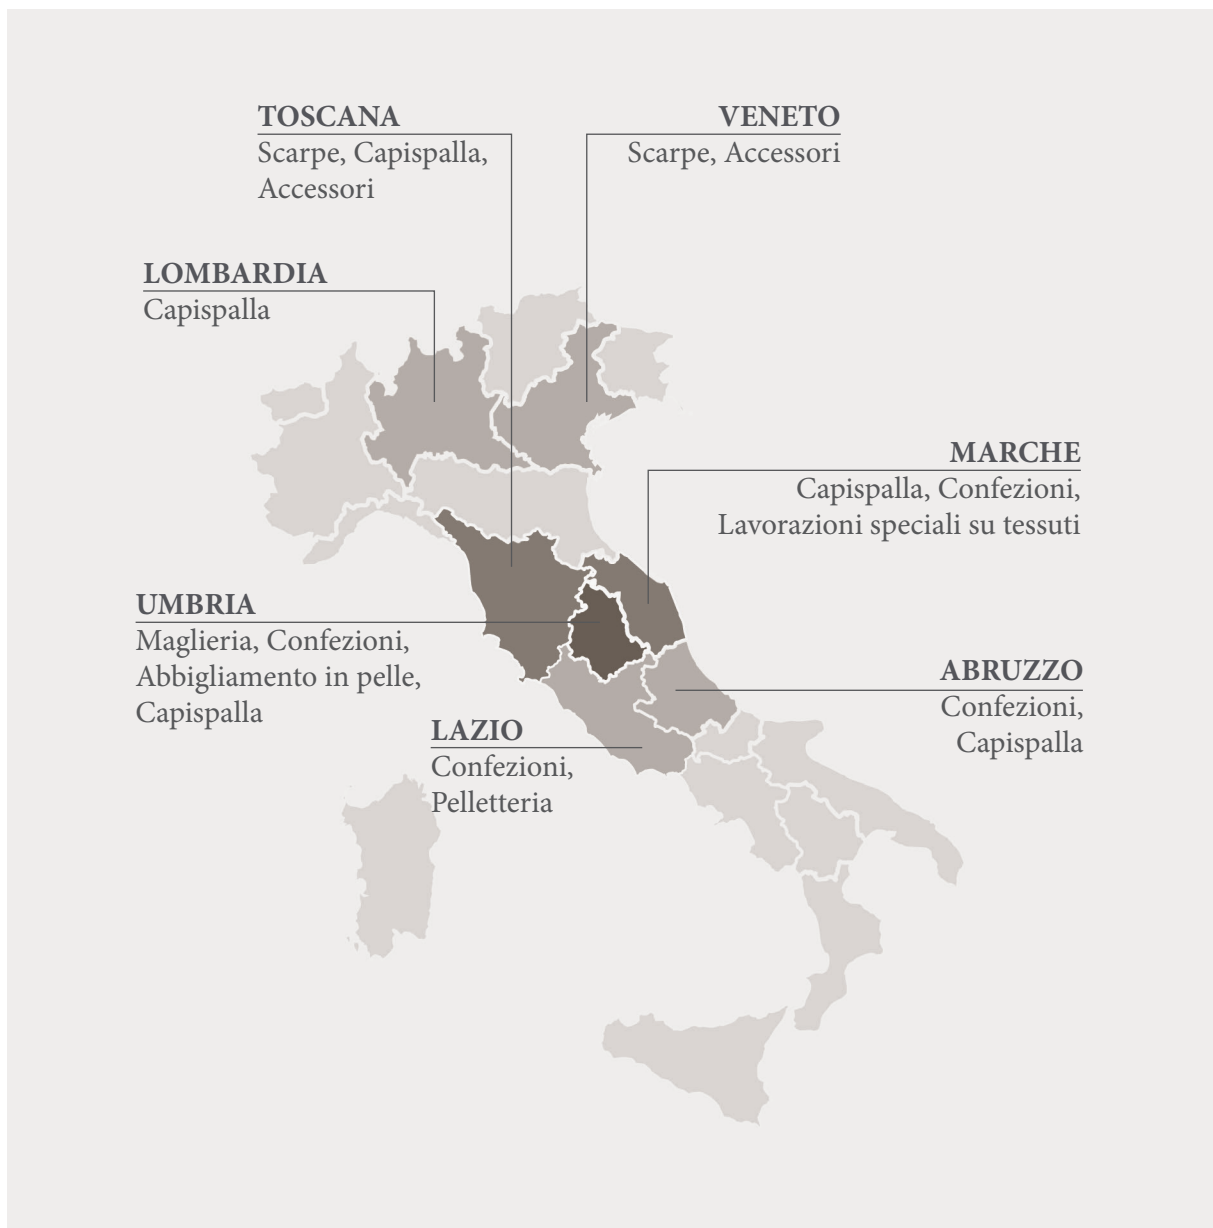 TOSCANA
Scarpe, Capispalla,
Accessori
VENETO
Scarpe, Accessori
LOMBARDIA
Capispalla
MARCHE
Capispalla, Confezioni,
Lavorazioni speciali su tessuti
UMBRIA
Maglieria, Confezioni,
Abbigliamento in pelle,
Capispalla
ABRUZZO
Confezioni,
Capispalla
LAZIO
Confezioni,
Pelletteria